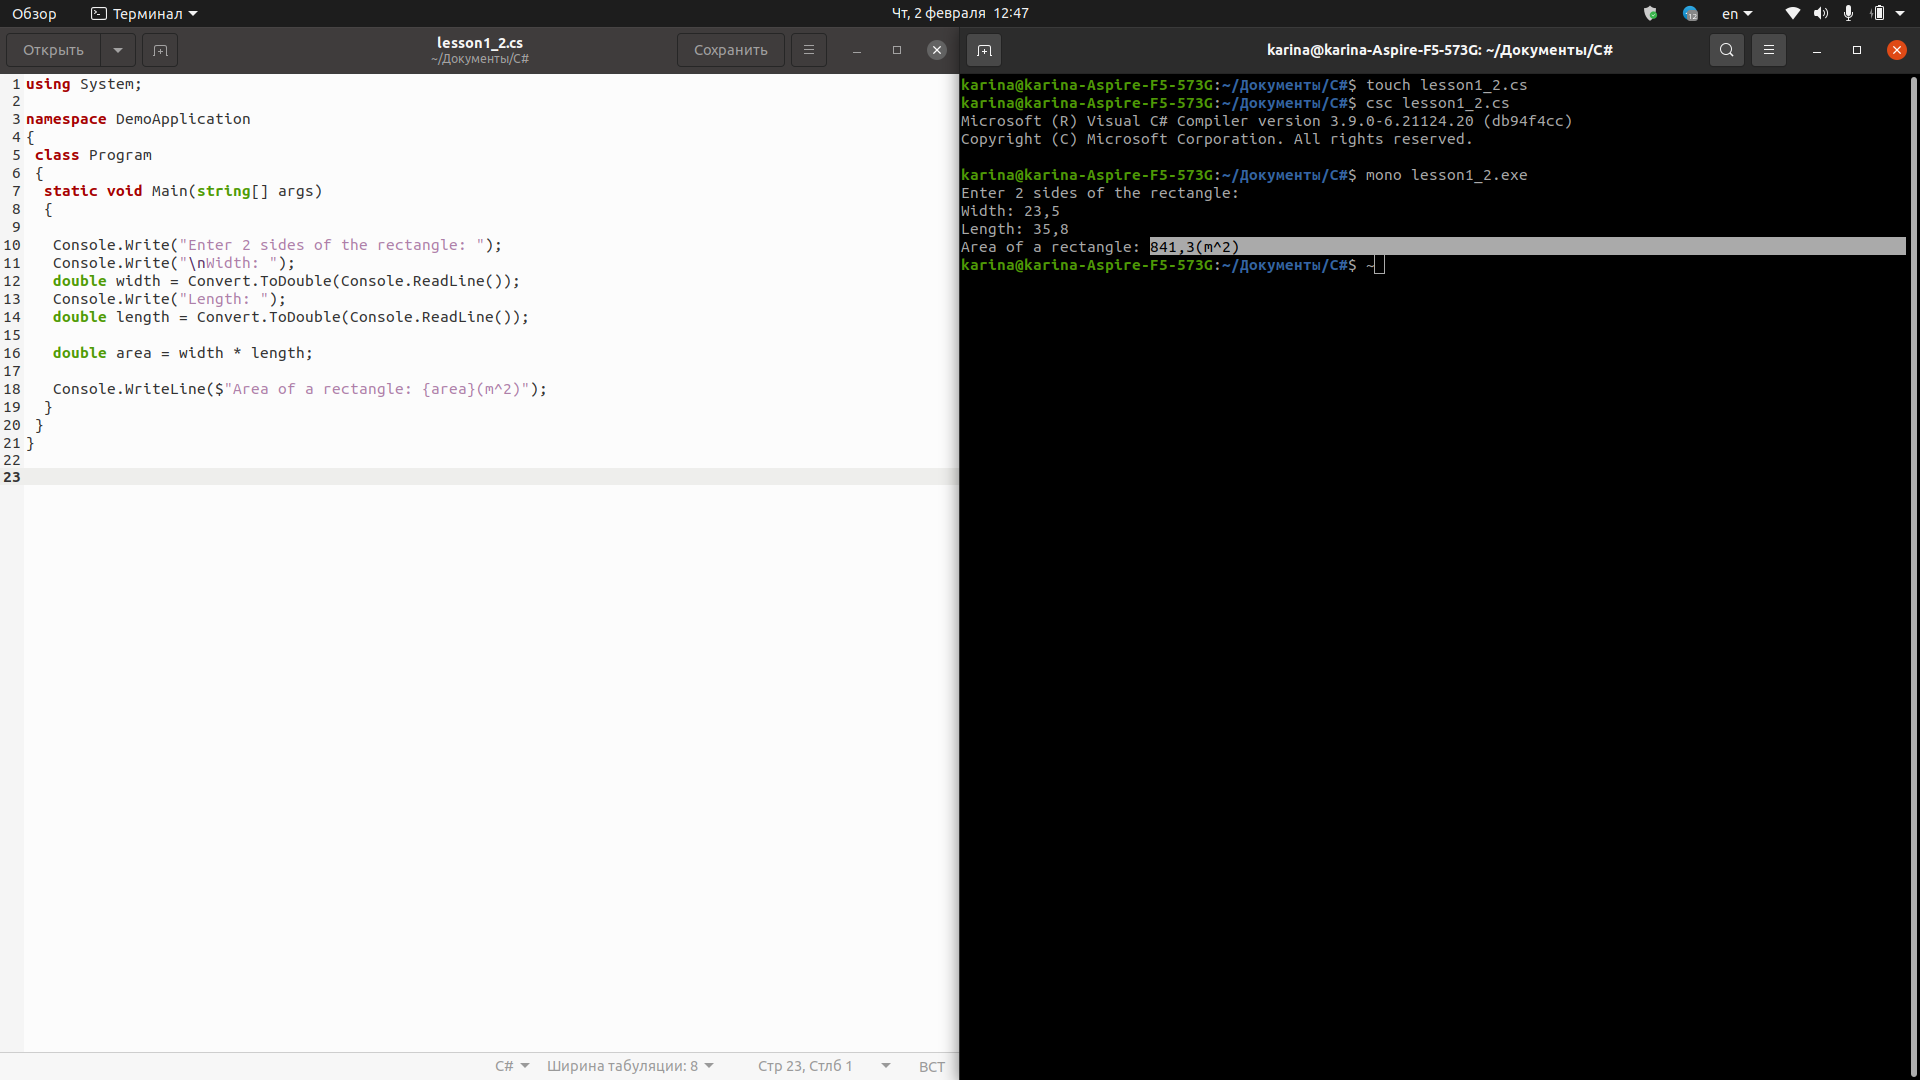 Обзор
Терминал
Чт, 2 февраля 12:47
en
Открыть
lesson1_2.cs
~/Документы/C#
Сохранить
1 using System;
2
3 namespace DemoApplication
4 {
5  class Program
6  {
7   static void Main(string[] args)
8   {
9
10    Console.Write("Enter 2 sides of the rectangle: ");
11    Console.Write("\nWidth: ");
12    double width = Convert.ToDouble(Console.ReadLine());
13    Console.Write("Length: ");
14    double length = Convert.ToDouble(Console.ReadLine());
15
16    double area = width * length;
17
18    Console.WriteLine($"Area of a rectangle: {area}(m^2)");
19   }
20  }
21 }
22
23
C#
Ширина табуляции: 8
Стр 23, Стлб 1
ВСТ
karina@karina-Aspire-F5-573G: ~/Документы/C#
karina@karina-Aspire-F5-573G:~/Документы/C#$ touch lesson1_2.cs
karina@karina-Aspire-F5-573G:~/Документы/C#$ csc lesson1_2.cs
Microsoft (R) Visual C# Compiler version 3.9.0-6.21124.20 (db94f4cc)
Copyright (C) Microsoft Corporation. All rights reserved.
karina@karina-Aspire-F5-573G:~/Документы/C#$ mono lesson1_2.exe
Enter 2 sides of the rectangle:
Width: 23,5
Length: 35,8
Area of a rectangle: 841,3(m^2)
karina@karina-Aspire-F5-573G:~/Документы/C#$ ~